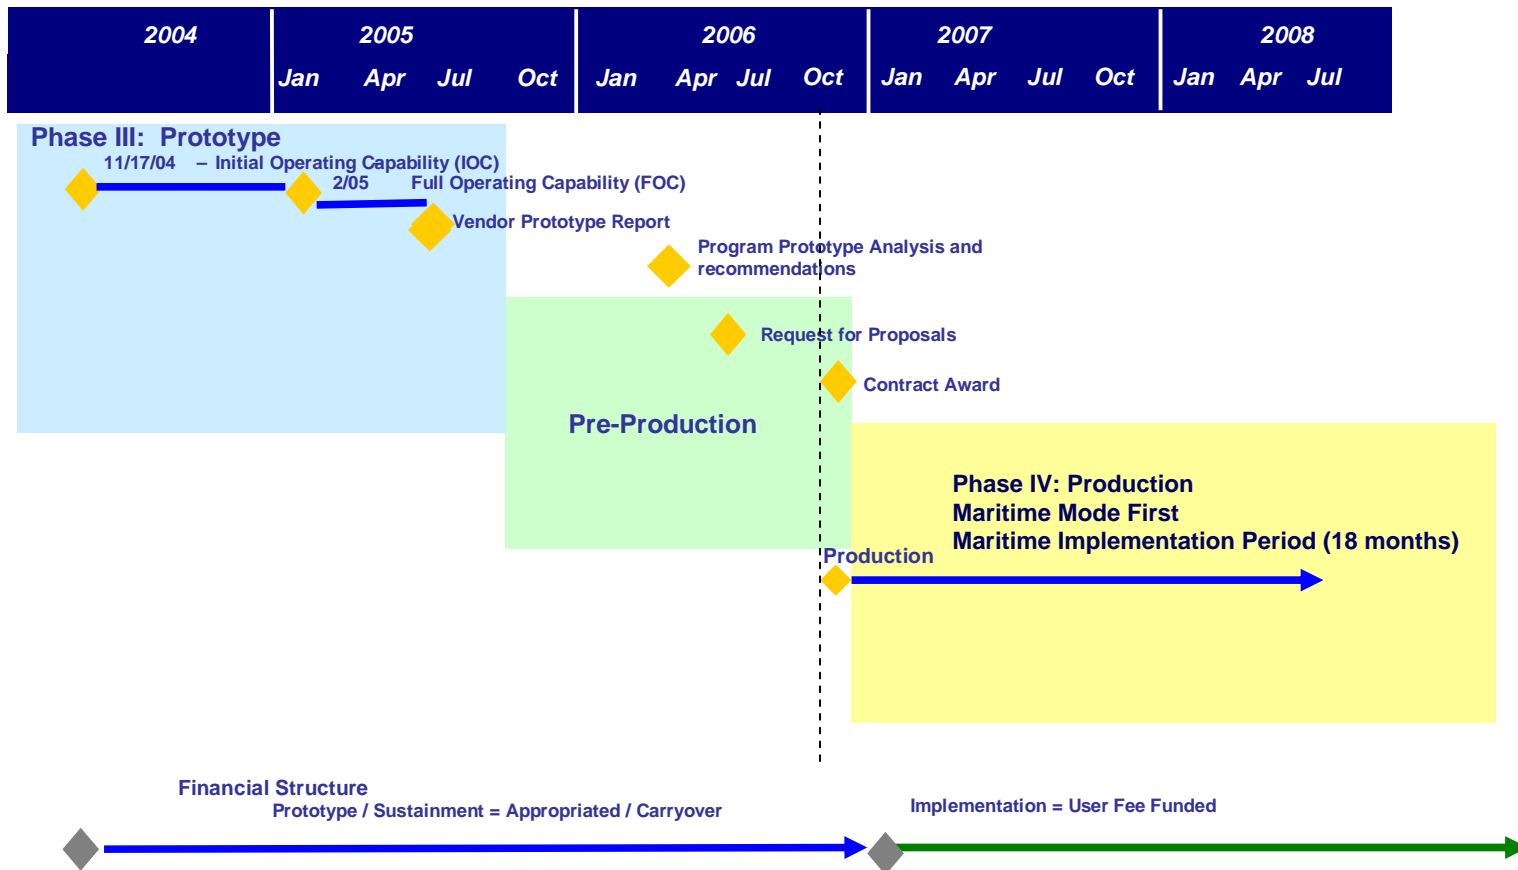 2004 2005 2006 2007 2008
Jan Apr Jul Oct Jan Apr Jul Oct Jan Apr Jul Oct Jan Apr Jul
Phase III: Prototype
11/17/04 – Initial Operating Capability (IOC)
2/05 Full Operating Capability (FOC)
Vendor Prototype Report
Program Prototype Analysis and
recommendations
Request for Proposals
Contract Award
Pre-Production
Phase IV: Production
Maritime Mode First
Maritime Implementation Period (18 months)
Production
Financial Structure
Prototype / Sustainment = Appropriated / Carryover
Implementation = User Fee Funded